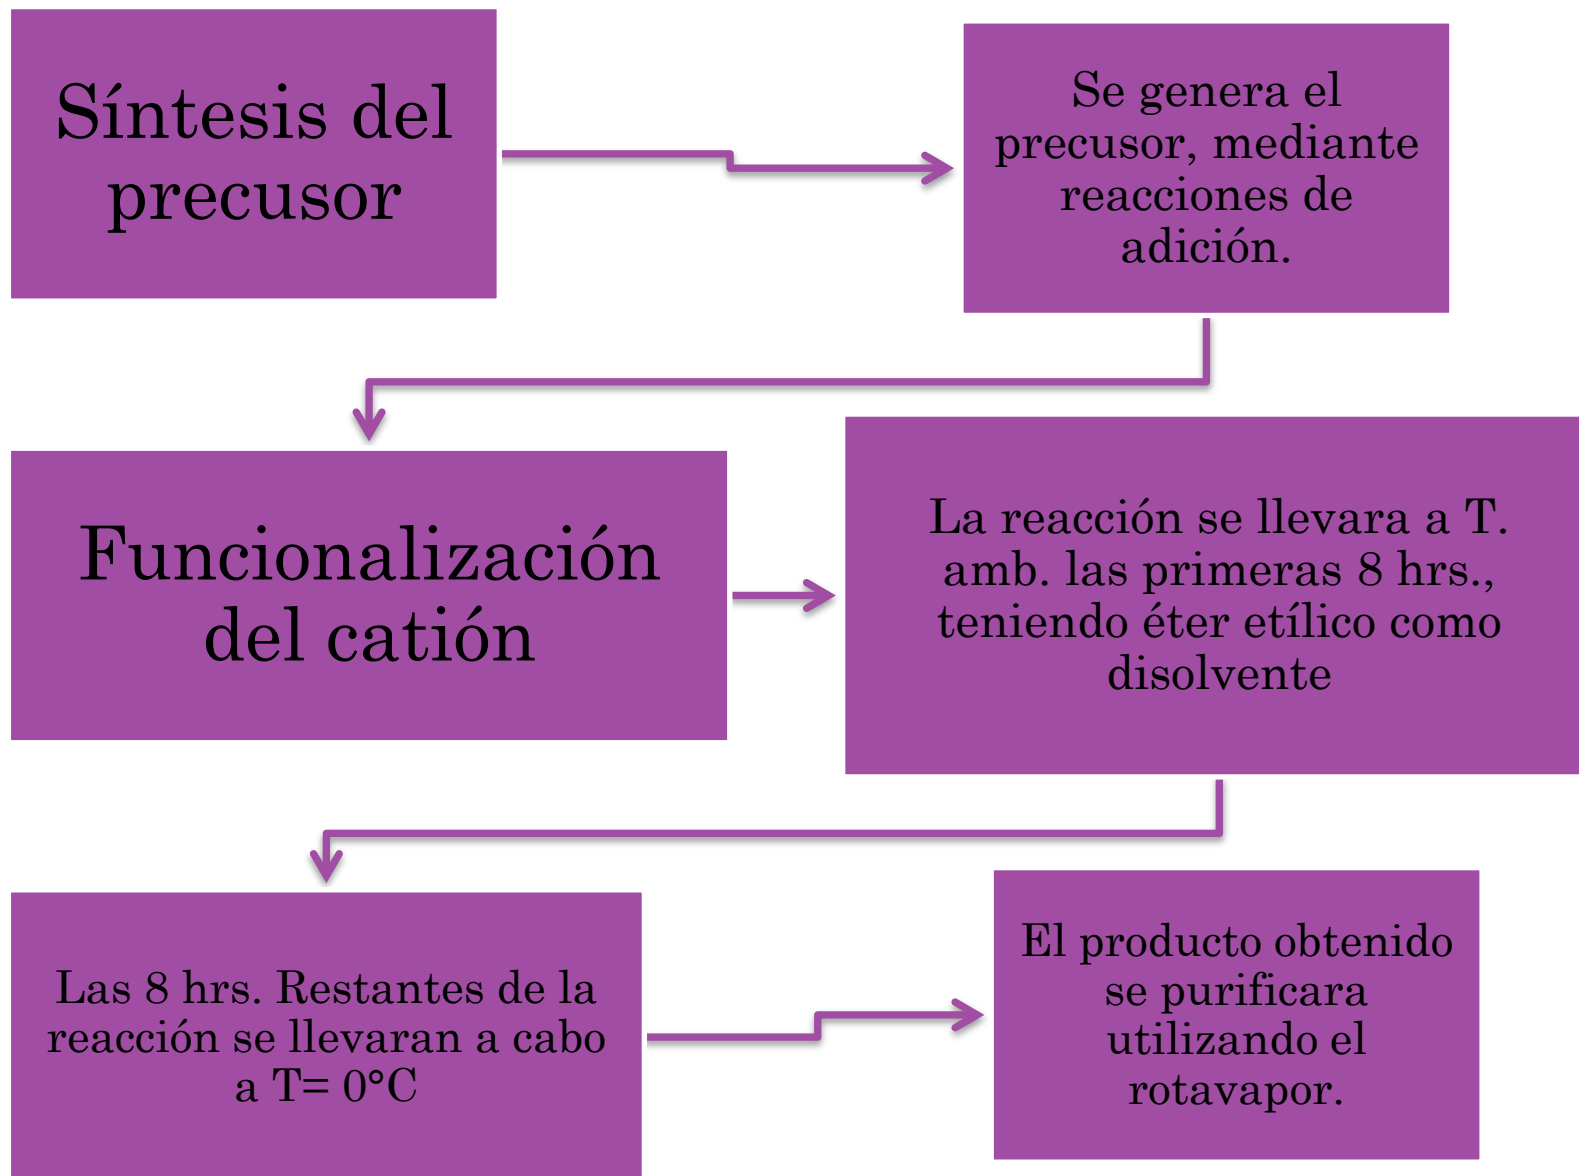 Síntesis del
precusor
Se genera el
precusor, mediante
reacciones de
adición.
Funcionalización
del catión
La reacción se llevara a T.
amb. las primeras 8 hrs.,
teniendo éter etílico como
disolvente
Las 8 hrs. Restantes de la
reacción se llevaran a cabo
a T= 0°C
El producto obtenido
se purificara
utilizando el
rotavapor.